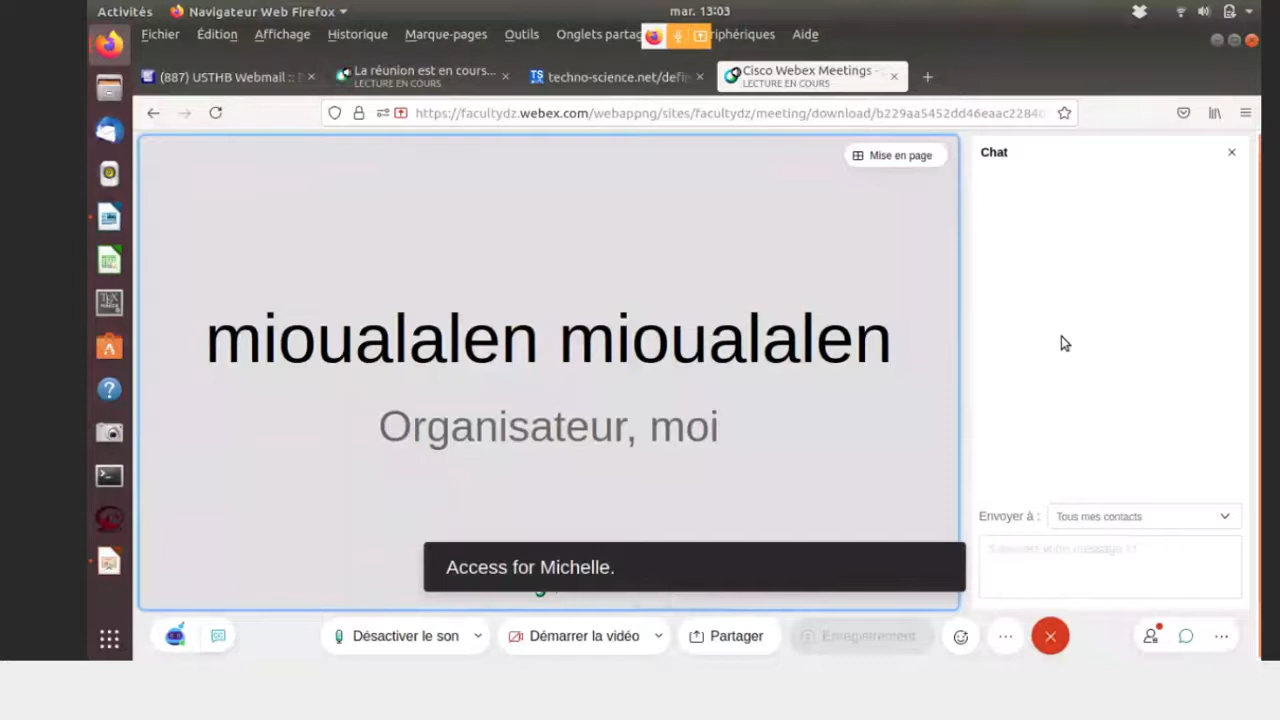 Activités
Navigateur Web Firefox
mar. 13:03
Fichier Édition Affichage Historique Marque-pages Outils Onglets partag riphériques Aide
(887) USTHB Webmail ::
La réunion est en cours...
LECTURE EN COURS
techno-science.net/defi
Cisco Webex Meetings -
LECTURE EN COURS
https://facultydz.webex.com/webappng/sites/facultydz/meeting/download/b229aa5452dd46eaac2284
Mise en page
Chat
mioualalen mioualalen
Organisateur, moi
Envoyer à : Tous mes contacts
Access for Michelle.
Désactiver le son
Démarrer la vidéo
Partager
Enregistrement